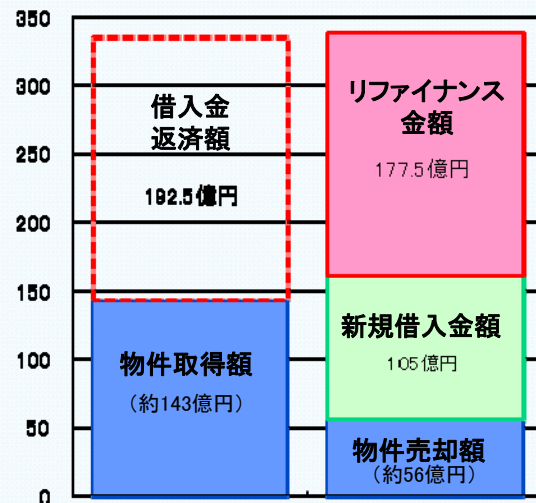 350
300
250
200
150
100
50
0
借入金
返済額
192.5億円
物件取得額
（約143億円）
リファイナンス
金額
177.5億円
新規借入金額
105億円
物件売却額
（約56億円）